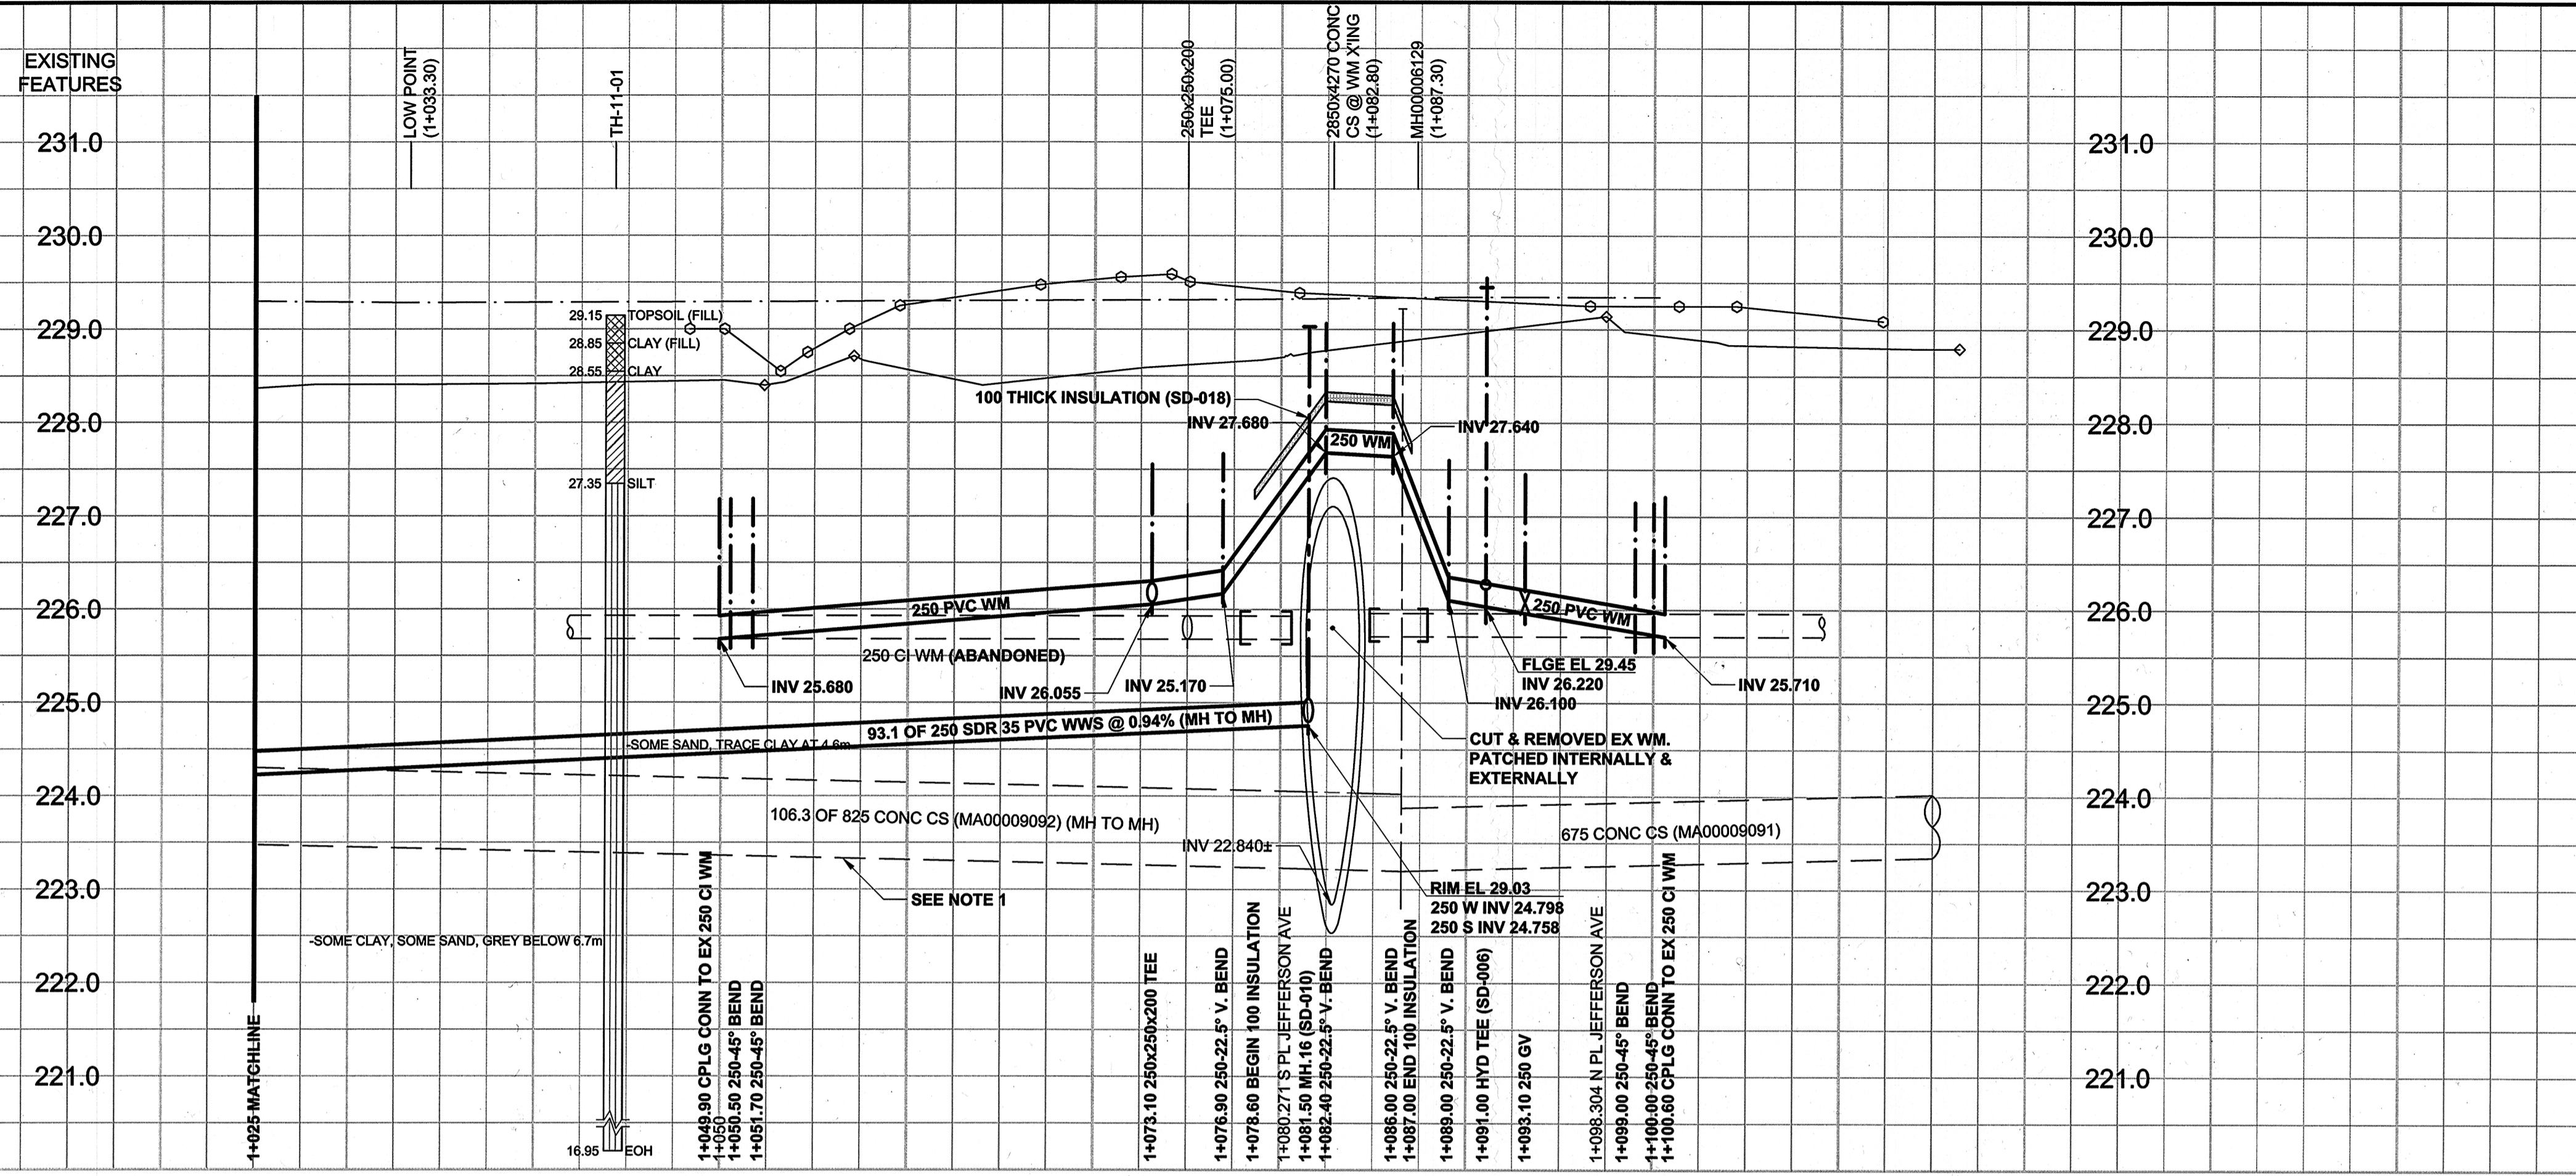 EXISTING
FEATURES
LOW POINT
(1+033.30)
TH-11-01
250x250x200
TEE
(1+075.00)
2850x4270 CONC
CS @ WM X'ING
(1+082.80)
MH00006129
(1+087.30)
231.0
231.0
230.0
230.0
229.0
229.0
228.0
228.0
227.0
227.0
226.0
226.0
225.0
225.0
224.0
224.0
223.0
223.0
222.0
222.0
221.0
221.0
29.15
TOPSOIL (FILL)
28.85
CLAY (FILL)
28.55
CLAY
27.35
SILT
-SOME SAND, TRACE CLAY AT 4.6m
-SOME CLAY, SOME SAND, GREY BELOW 6.7m
16.95
EOH
100 THICK INSULATION (SD-018)
INV 27.680
INV 27.640
250 WM
250 PVC WM
250 PVC WM
250 CI WM (ABANDONED)
INV 25.680
INV 26.055
INV 25.170
FLGE EL 29.45
INV 26.220
INV 26.100
INV 25.710
93.1 OF 250 SDR 35 PVC WWS @ 0.94% (MH TO MH)
CUT & REMOVED EX WM.
PATCHED INTERNALLY &
EXTERNALLY
106.3 OF 825 CONC CS (MA00009092) (MH TO MH)
675 CONC CS (MA00009091)
INV 22.840±
SEE NOTE 1
RIM EL 29.03
250 W INV 24.798
250 S INV 24.758
1+025 MATCHLINE
1+049.90 CPLG CONN TO EX 250 CI WM
1+050
1+050.50 250-45° BEND
1+051.70 250-45° BEND
1+073.10 250x250x200 TEE
1+076.90 250-22.5° V. BEND
1+078.60 BEGIN 100 INSULATION
1+080.271 S PL JEFFERSON AVE
1+081.50 MH.16 (SD-010)
1+082.40 250-22.5° V. BEND
1+086.00 250-22.5° V. BEND
1+087.00 END 100 INSULATION
1+089.00 250-22.5° V. BEND
1+091.00 HYD TEE (SD-006)
1+093.10 250 GV
1+098.304 N PL JEFFERSON AVE
1+099.00 250-45° BEND
1+100.00 250-45° BEND
1+100.60 CPLG CONN TO EX 250 CI WM